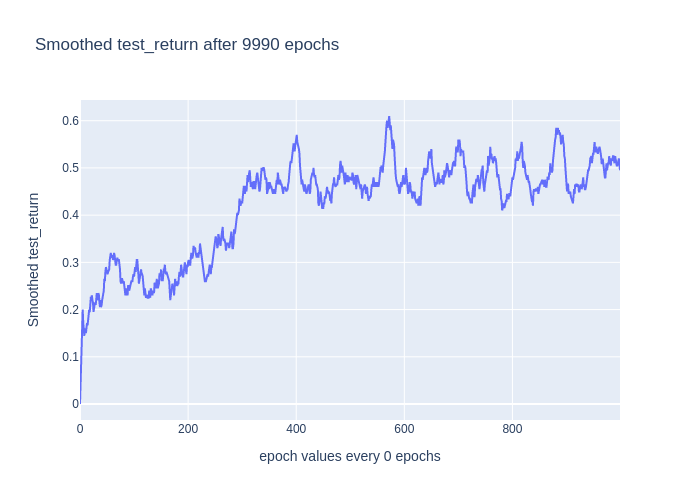 Smoothed test_return after 9990 epochs
0.6
0.5
0.4
0.3
0.2
0.1
0
Smoothed test_return
0 200 400 600 800
epoch values every 0 epochs